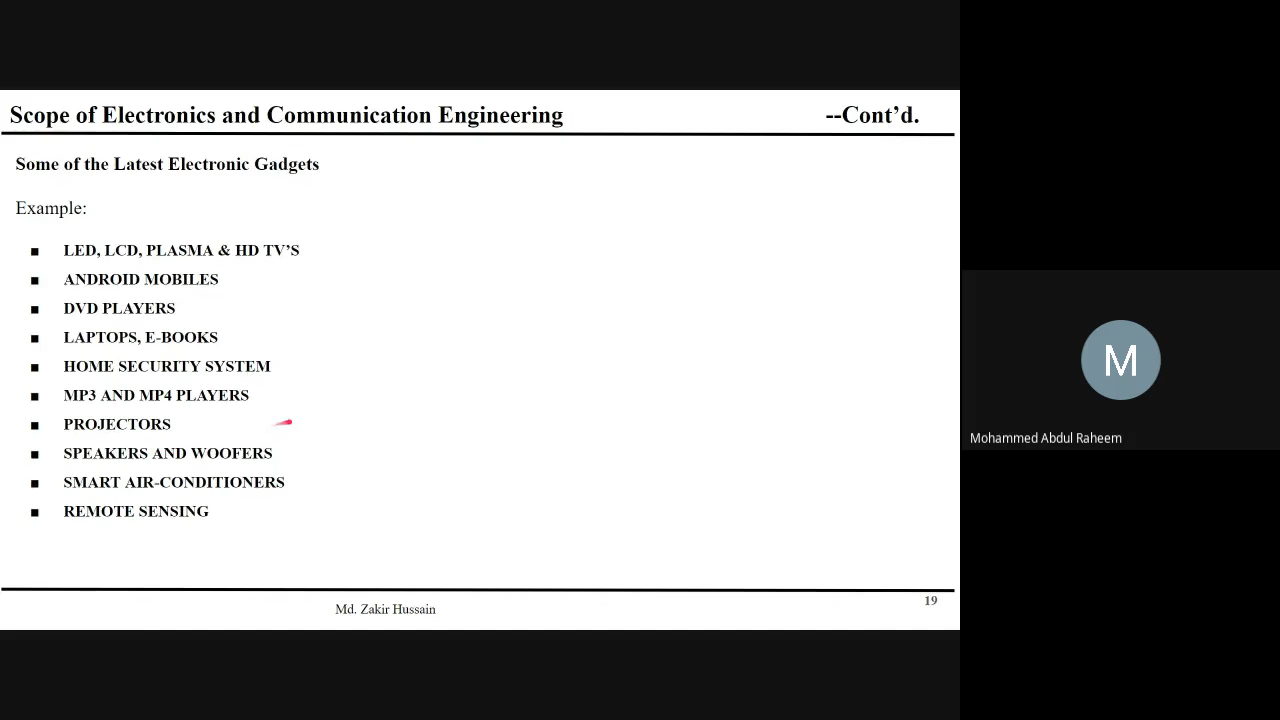 Scope of Electronics and Communication Engineering --Cont’d.
Some of the Latest Electronic Gadgets
Example:
■ LED, LCD, PLASMA & HD TV’S
■ ANDROID MOBILES
■ DVD PLAYERS
■ LAPTOPS, E-BOOKS
■ HOME SECURITY SYSTEM
■ MP3 AND MP4 PLAYERS
■ PROJECTORS
■ SPEAKERS AND WOOFERS
■ SMART AIR-CONDITIONERS
■ REMOTE SENSING
Md. Zakir Hussain
19
M
Mohammed Abdul Raheem